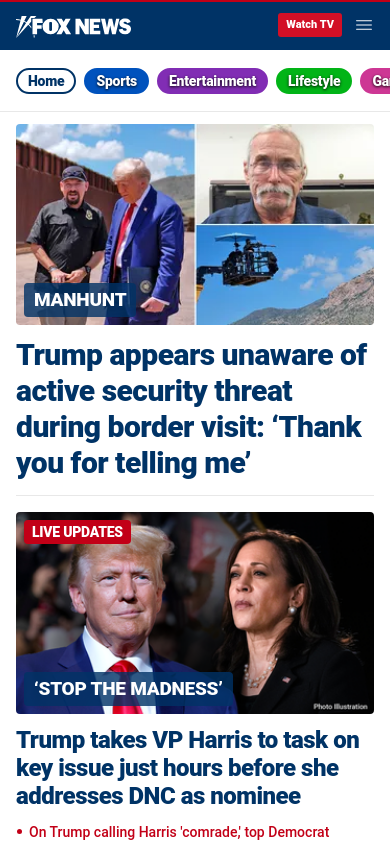 FOX NEWS
Watch TV
Home
Sports
Entertainment
Lifestyle
Ga
MANHUNT
Trump appears unaware of
active security threat
during border visit: ‘Thank
you for telling me’
LIVE UPDATES
‘STOP THE MADNESS’
Photo Illustration
Trump takes VP Harris to task on
key issue just hours before she
addresses DNC as nominee
• On Trump calling Harris 'comrade,' top Democrat